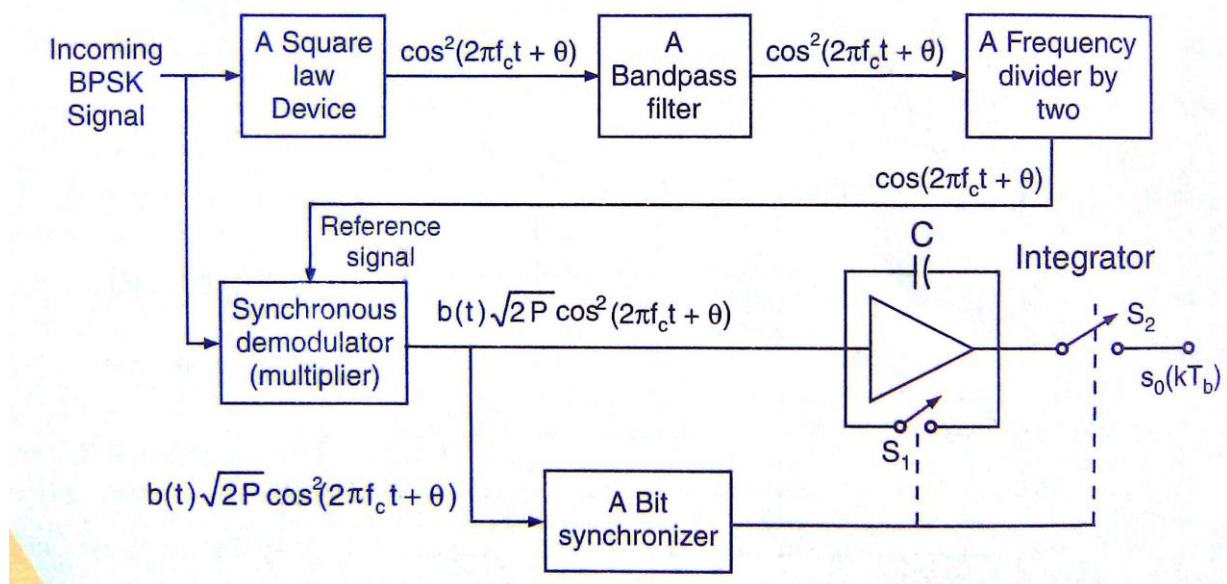 Incoming
BPSK
Signal
A Square
law
Device
cos²(2πf_ct + θ)
A
Bandpass
filter
cos²(2πf_ct + θ)
A Frequency
divider by
two
cos(2πf_ct + θ)
Reference
signal
C
Integrator
Synchronous
demodulator
(multiplier)
b(t)√2P cos²(2πf_ct + θ)
S₂
s₀(kT_b)
S₁
b(t)√2P cos²(2πf_ct + θ)
A Bit
synchronizer